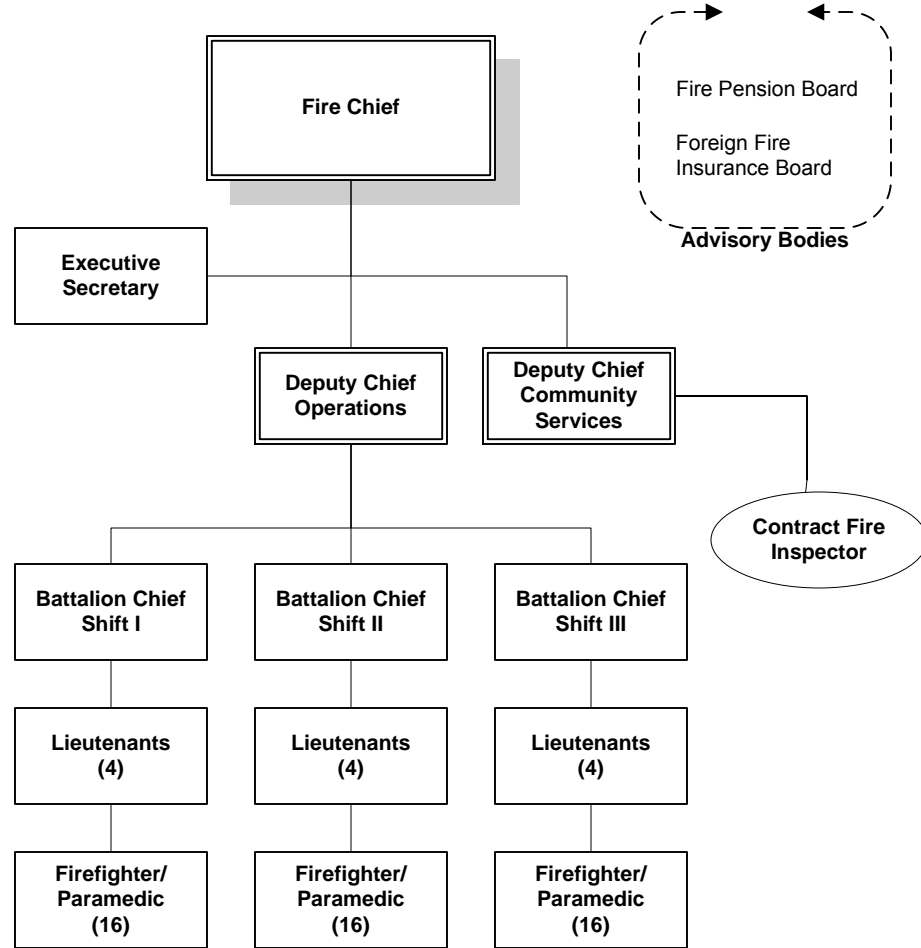 Fire Chief
Fire Pension Board
Foreign Fire
Insurance Board
Advisory Bodies
Executive
Secretary
Deputy Chief
Operations
Deputy Chief
Community
Services
Contract Fire
Inspector
Battalion Chief
Shift I
Battalion Chief
Shift II
Battalion Chief
Shift III
Lieutenants
(4)
Lieutenants
(4)
Lieutenants
(4)
Firefighter/
Paramedic
(16)
Firefighter/
Paramedic
(16)
Firefighter/
Paramedic
(16)